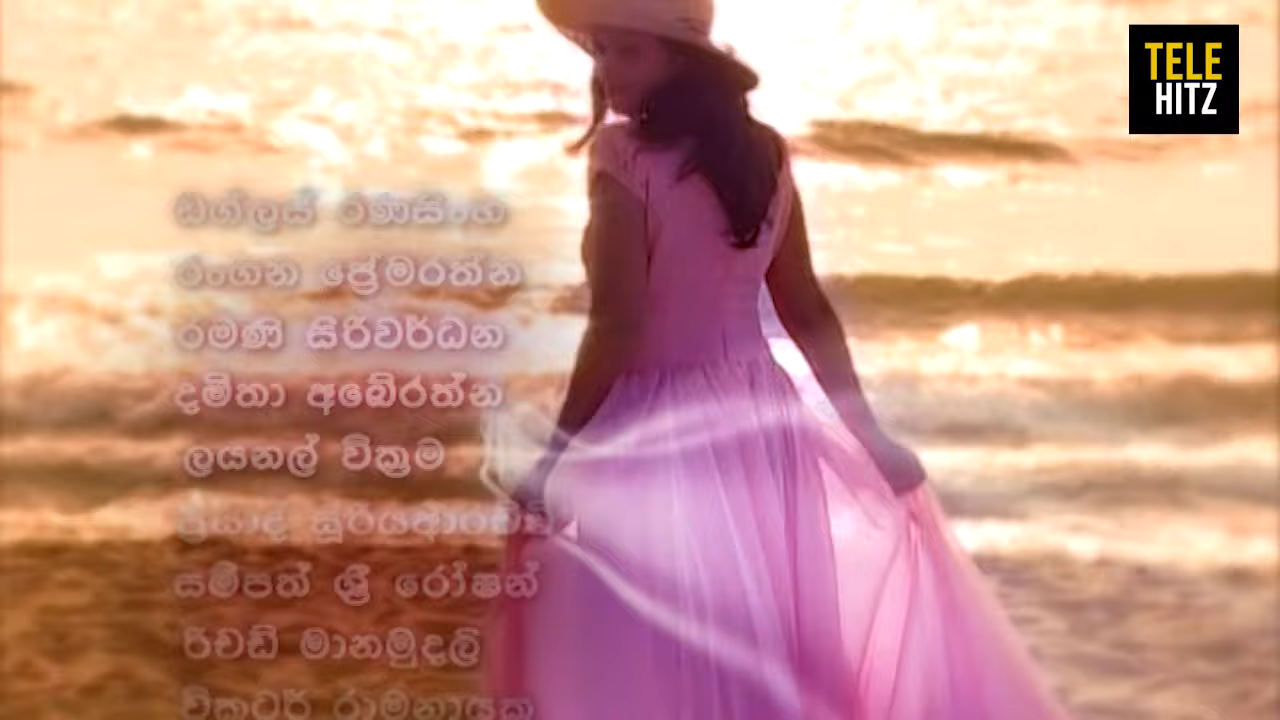 ඩග්ලස් රණසිංහ
මංගන ප්‍රේමරත්න
රමණි සිරිවර්ධන
දමිතා අබේරත්න
ලයනල් වික්‍රම
සම්පත් ශ්‍රී රෝෂන්
රිචඩ් මානමුදලි
වික්ටර් රාමනායක
TELE
HITZ